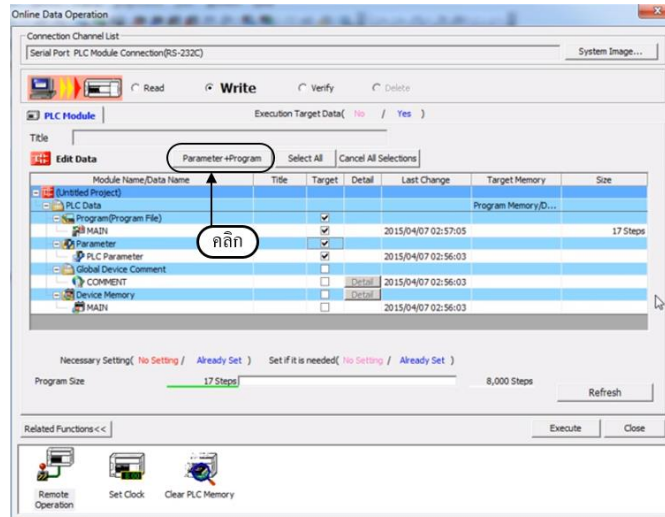 Online Data Operation
Connection Channel List
Serial Port PLC Module Connection(RS-232C)
System Image...
Read Write Verify Delete
PLC Module Execution Target Data( No / Yes )
Title
Edit Data Parameter+Program Select All Cancel All Selections
Module Name/Data Name Title Target Detail Last Change Target Memory Size
(Untitled Project)
PLC Data Program Memory/D...
Program(Program File)
MAIN 2015/04/07 02:57:05 17 Steps
คลิก
Parameter
PLC Parameter 2015/04/07 02:56:03
Global Device Comment
COMMENT Detail 2015/04/07 02:56:03
Device Memory Detail
MAIN 2015/04/07 02:56:03
Necessary Setting( No Setting / Already Set ) Set if it is needed( No Setting / Already Set )
Program Size 17 Steps 8,000 Steps
Refresh
Related Functions<< Execute Close
Remote Operation
Set Clock
Clear PLC Memory